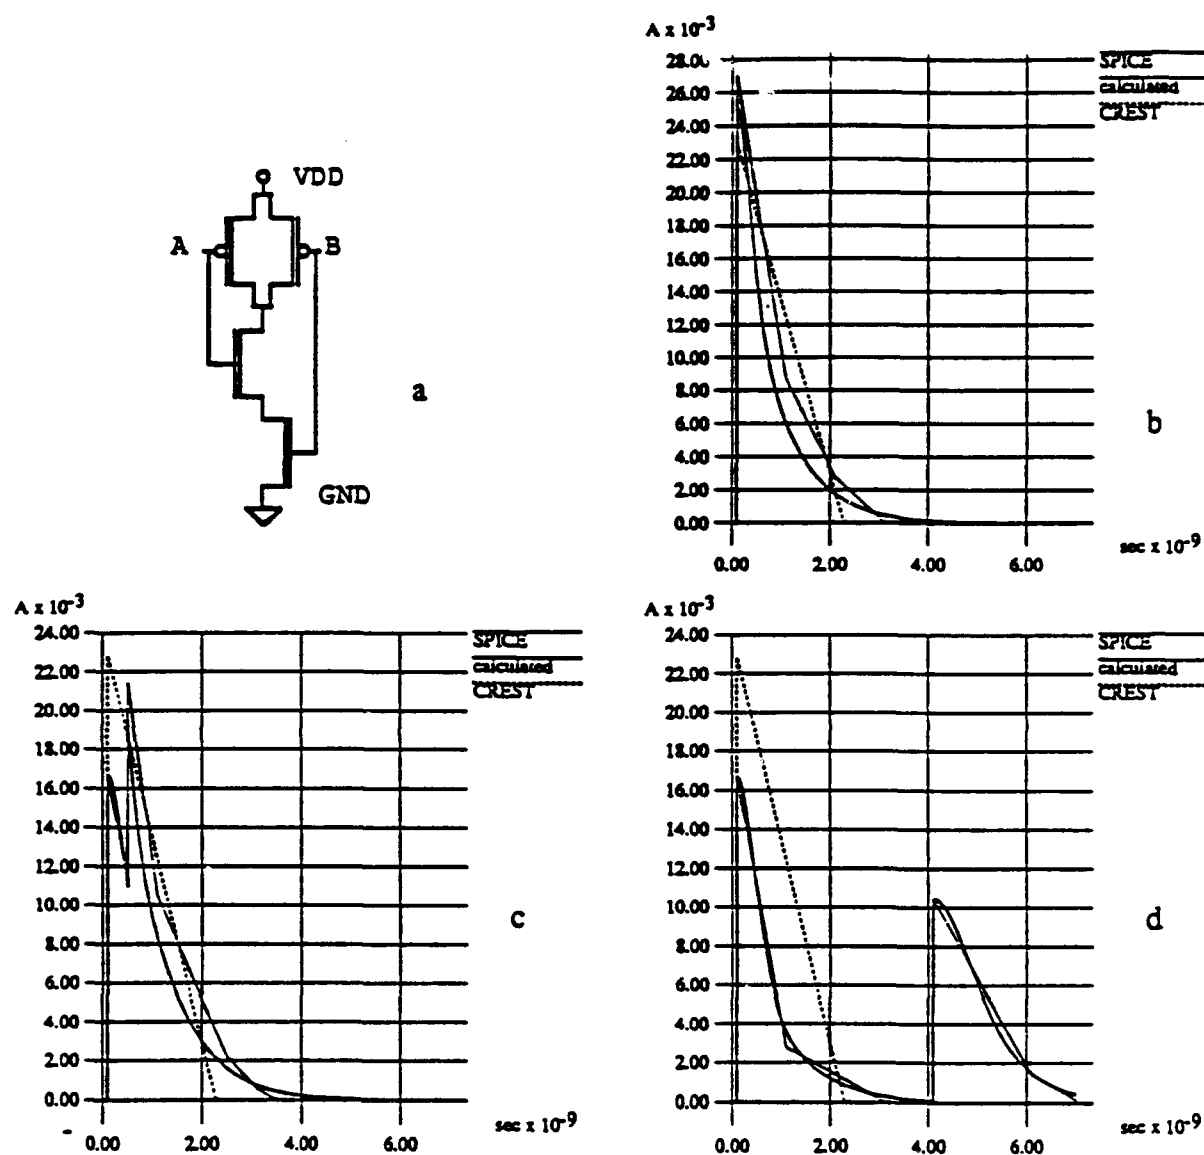 VDD
A
B
a
GND
A x 10-3
28.00
26.00
24.00
22.00
20.00
18.00
16.00
14.00
12.00
10.00
8.00
6.00
4.00
2.00
0.00
0.00 2.00 4.00 6.00
sec x 10-9
SPICE
calculated
CREST
b
A x 10-3
24.00
22.00
20.00
18.00
16.00
14.00
12.00
10.00
8.00
6.00
4.00
2.00
0.00
0.00 2.00 4.00 6.00
sec x 10-9
SPICE
calculated
CREST
c
A x 10-3
24.00
22.00
20.00
18.00
16.00
14.00
12.00
10.00
8.00
6.00
4.00
2.00
0.00
0.00 2.00 4.00 6.00
sec x 10-9
SPICE
calculated
CREST
d